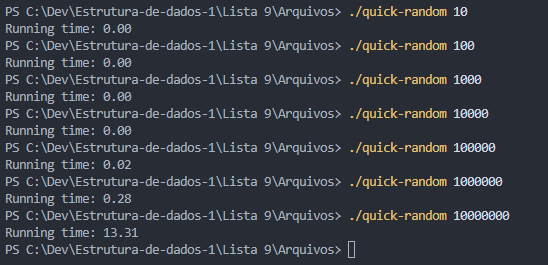 PS C:\Dev\Estrutura-de-dados-1\Lista 9\Arquivos> ./quick-random 10
Running time: 0.00
PS C:\Dev\Estrutura-de-dados-1\Lista 9\Arquivos> ./quick-random 100
Running time: 0.00
PS C:\Dev\Estrutura-de-dados-1\Lista 9\Arquivos> ./quick-random 1000
Running time: 0.00
PS C:\Dev\Estrutura-de-dados-1\Lista 9\Arquivos> ./quick-random 10000
Running time: 0.00
PS C:\Dev\Estrutura-de-dados-1\Lista 9\Arquivos> ./quick-random 100000
Running time: 0.02
PS C:\Dev\Estrutura-de-dados-1\Lista 9\Arquivos> ./quick-random 1000000
Running time: 0.28
PS C:\Dev\Estrutura-de-dados-1\Lista 9\Arquivos> ./quick-random 10000000
Running time: 13.31
PS C:\Dev\Estrutura-de-dados-1\Lista 9\Arquivos>